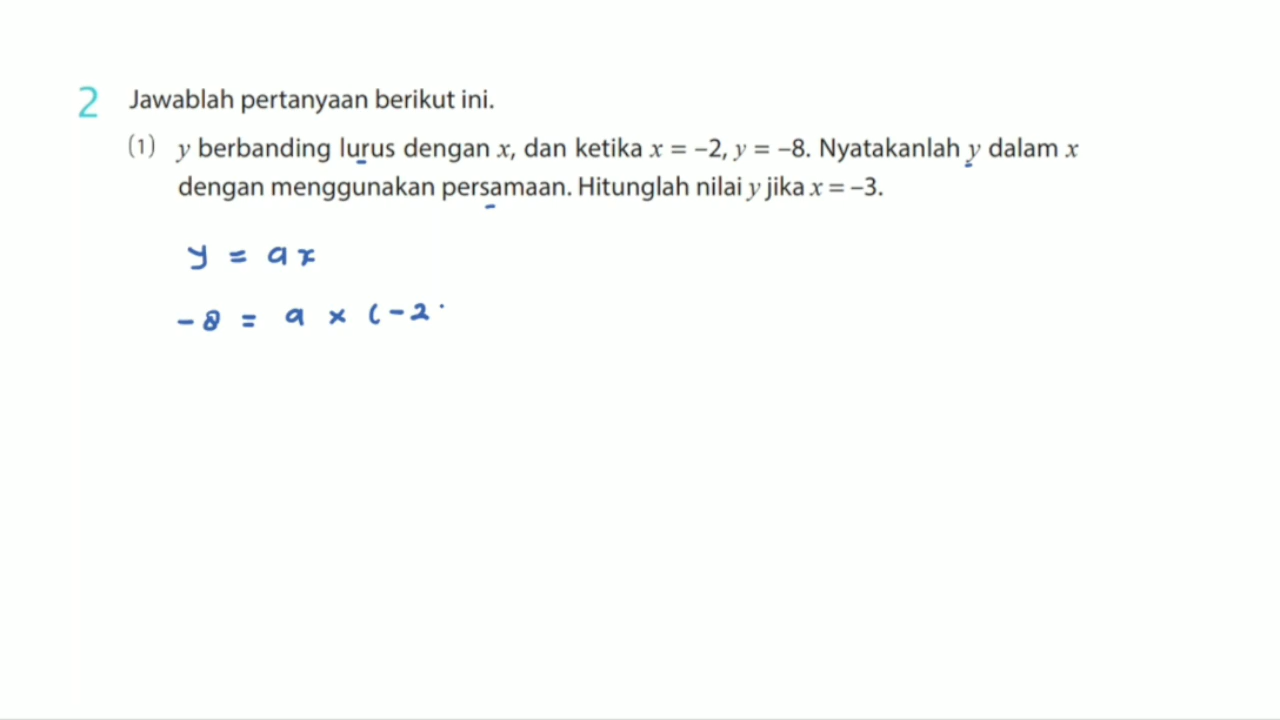 2 Jawablah pertanyaan berikut ini.
(1) y berbanding lurus dengan x, dan ketika x = –2, y = –8. Nyatakanlah y dalam x
dengan menggunakan persamaan. Hitunglah nilai y jika x = –3.
y = ax
-8 = a × (-2